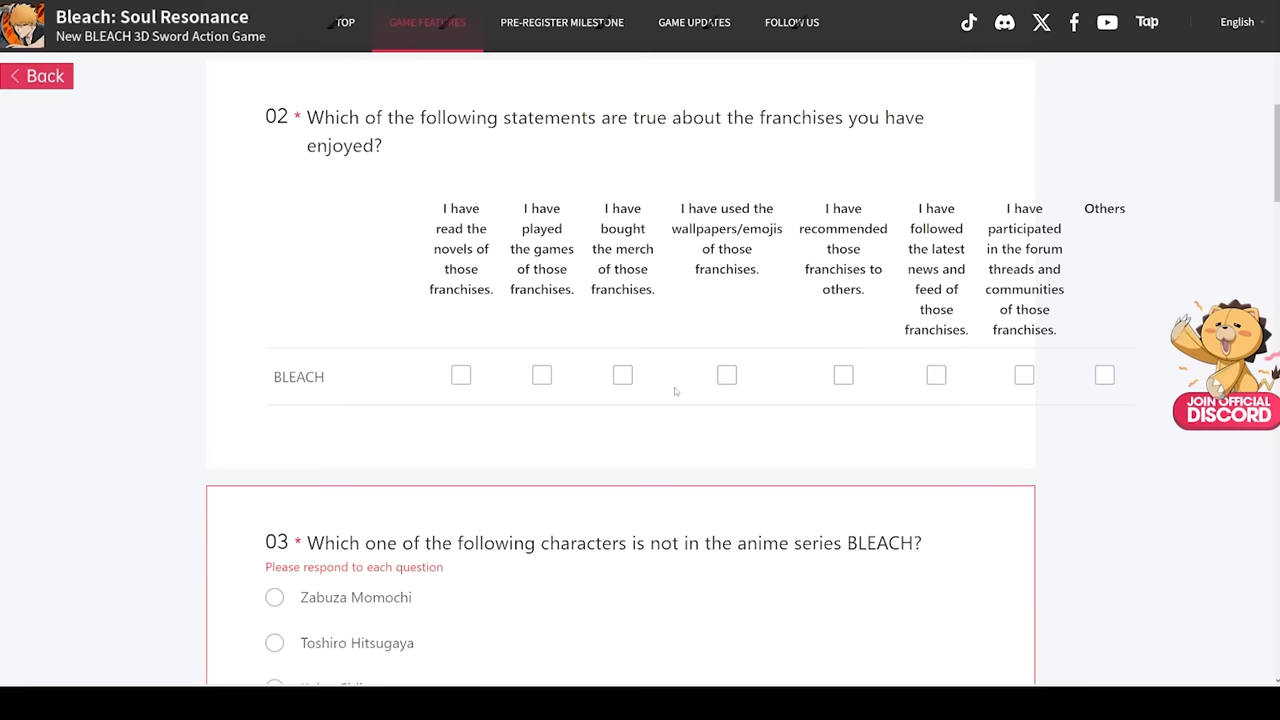 Bleach: Soul Resonance
New BLEACH 3D Sword Action Game
TOP
GAME FEATURES
PRE-REGISTER MILESTONE
GAME UPDATES
FOLLOW US
Tap
English
Back
02 * Which of the following statements are true about the franchises you have
enjoyed?
I have
read the
novels of
those
franchises.
I have
played
the games
of those
franchises.
I have
bought
the merch
of those
franchises.
I have used the
wallpapers/emojis
of those
franchises.
I have
recommended
those
franchises to
others.
I have
followed
the latest
news and
feed of
those
franchises.
I have
participated
in the forum
threads and
communities
of those
franchises.
Others
BLEACH
JOIN OFFICIAL
DISCORD
03 * Which one of the following characters is not in the anime series BLEACH?
Please respond to each question
Zabuza Momochi
Toshiro Hitsugaya